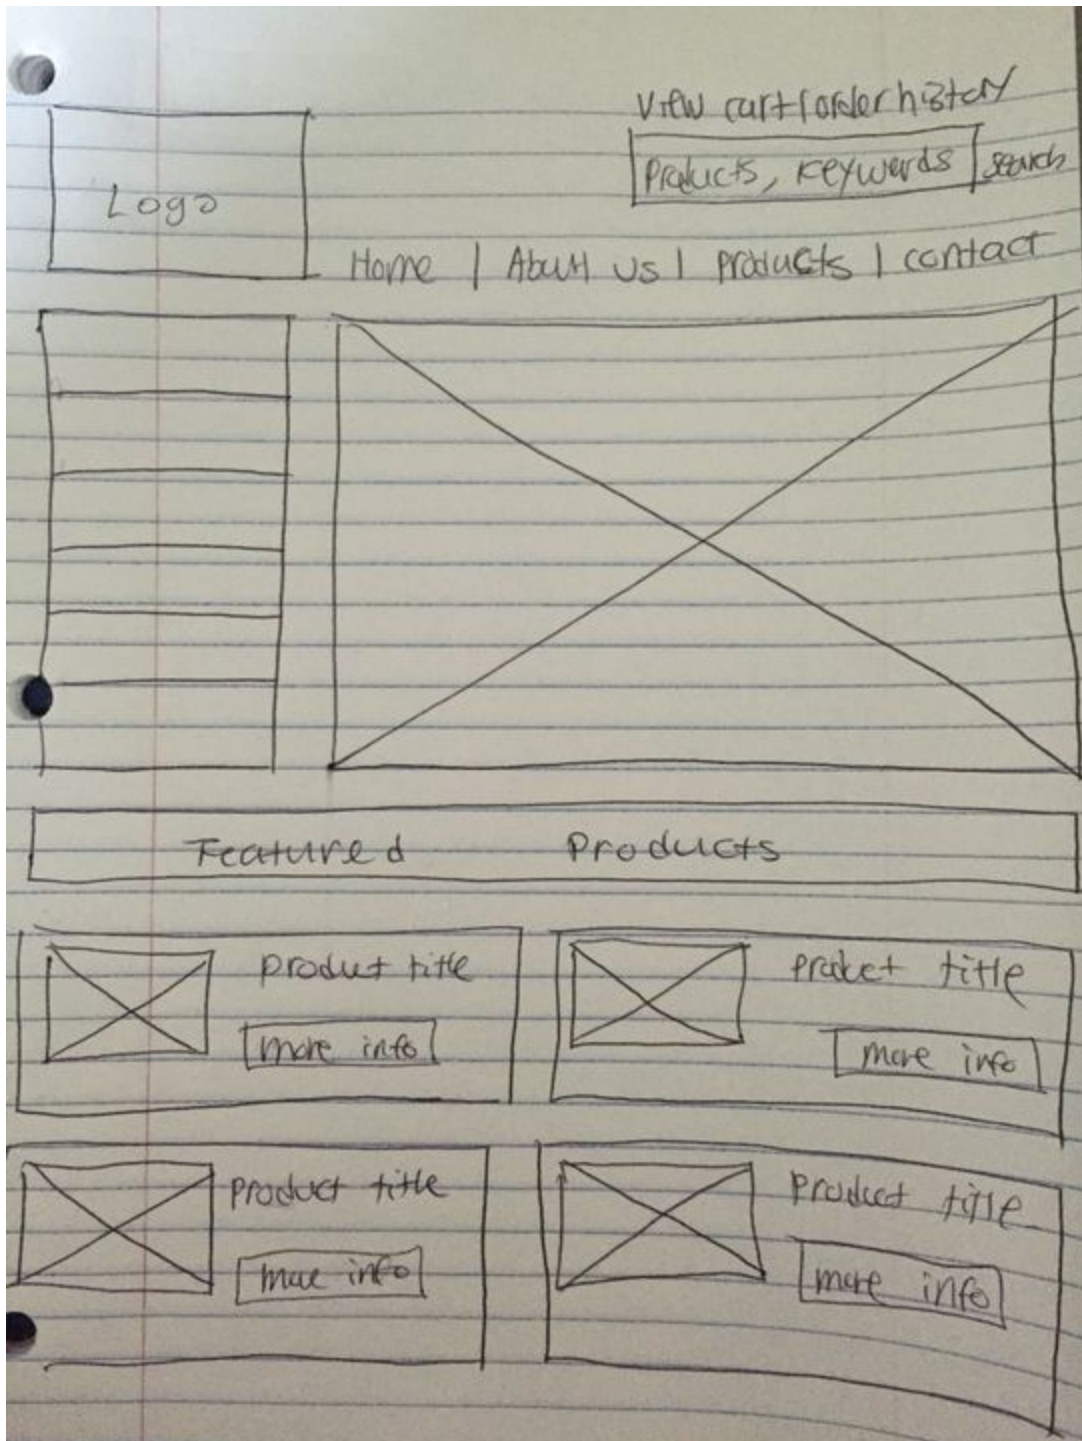 View cart/order history
Products, Keywords search
Logo
Home | About us | products | contact
Featured Products
product title
more info
product title
more info
product title
more info
product title
more info